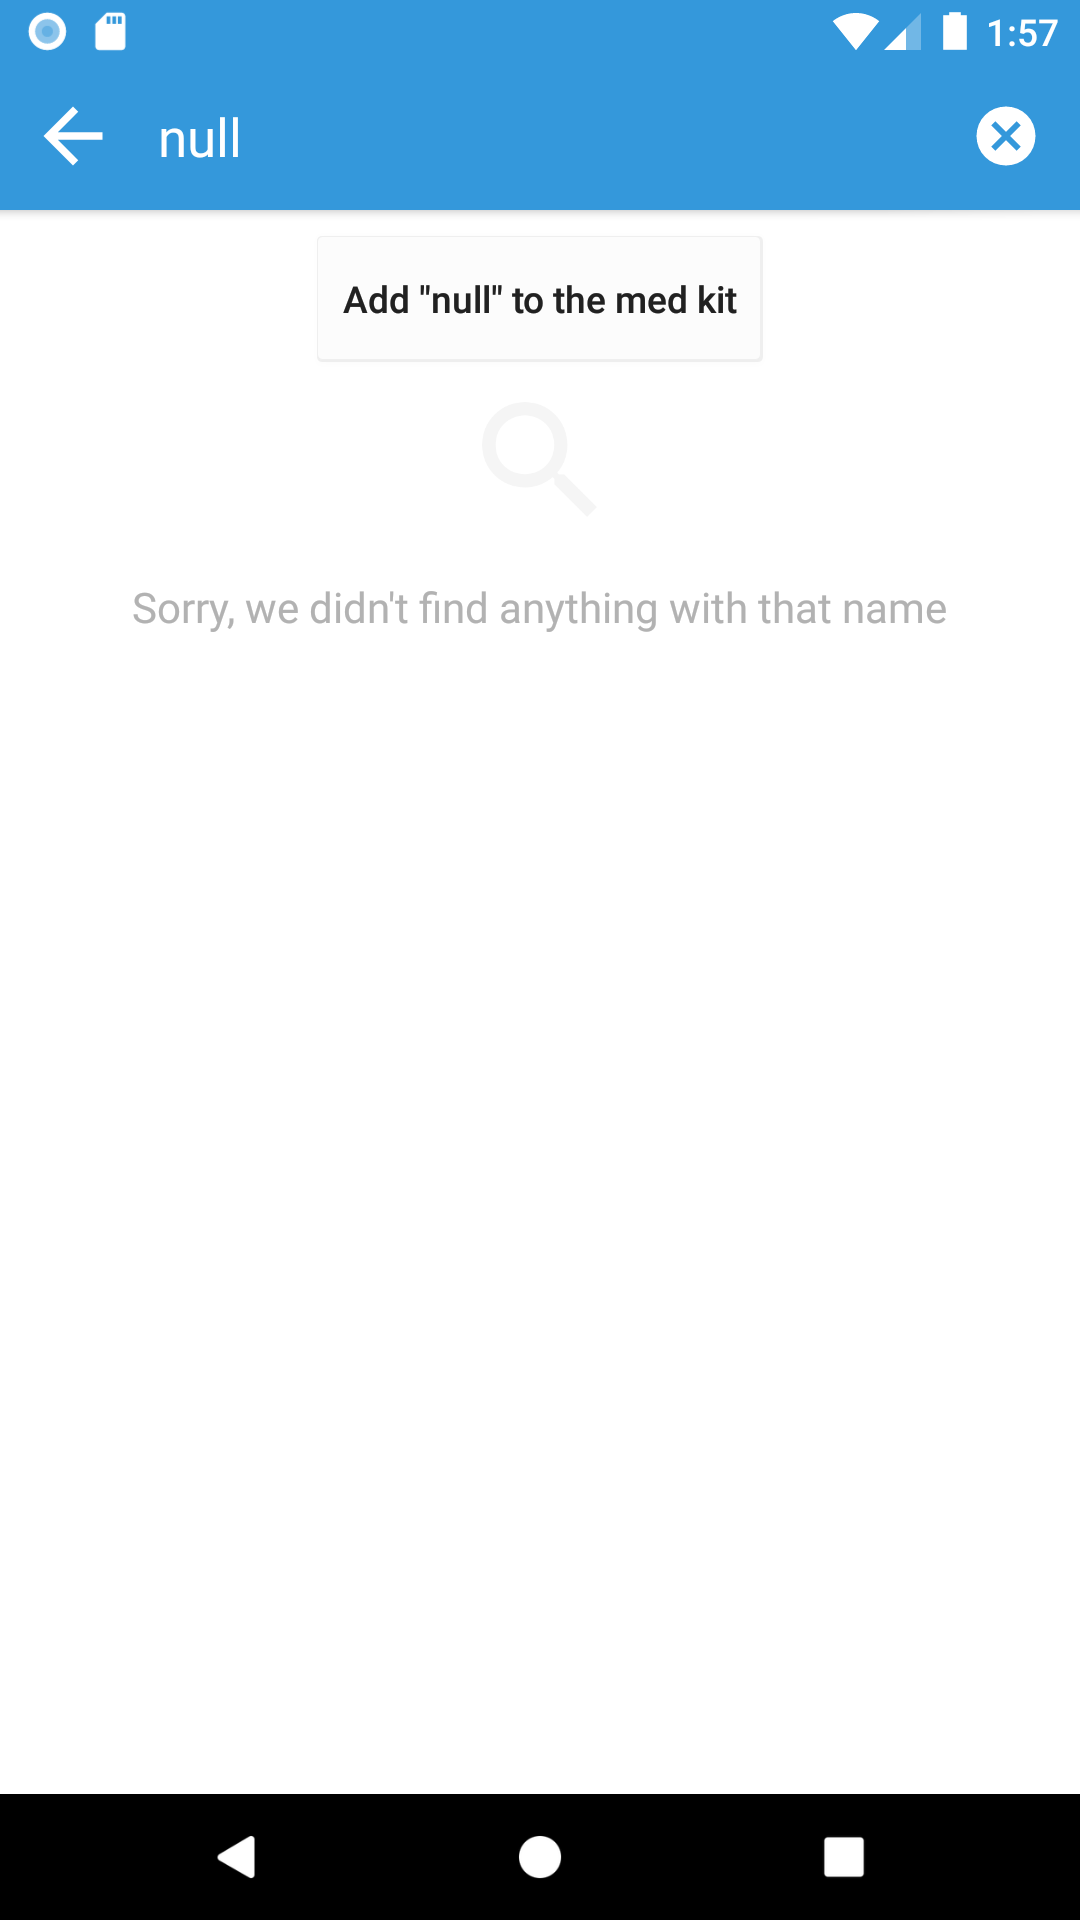 1:57
null
Add "null" to the med kit
Sorry, we didn't find anything with that name